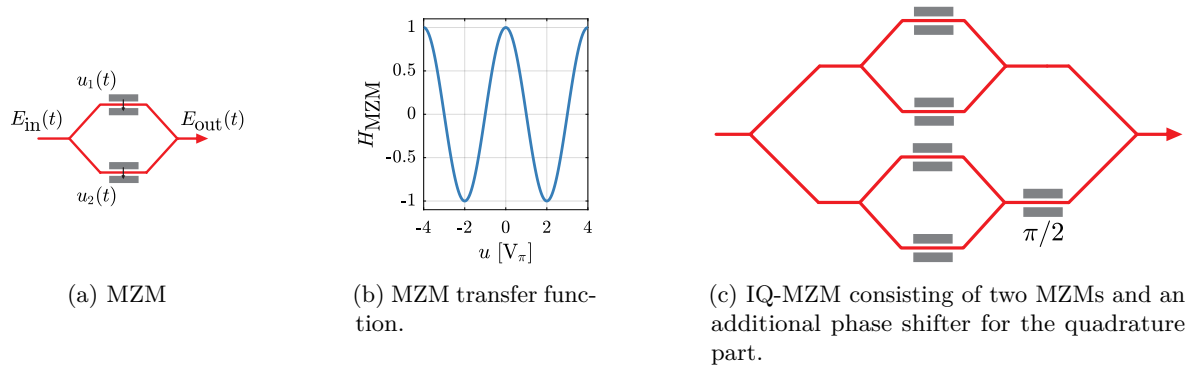 u₁(t)
E_in(t)
E_out(t)
u₂(t)
(a) MZM
H_MZM
1
0.5
0
-0.5
-1
-4 -2 0 2 4
u [V_π]
(b) MZM transfer func-
tion.
π/2
(c) IQ-MZM consisting of two MZMs and an
additional phase shifter for the quadrature
part.